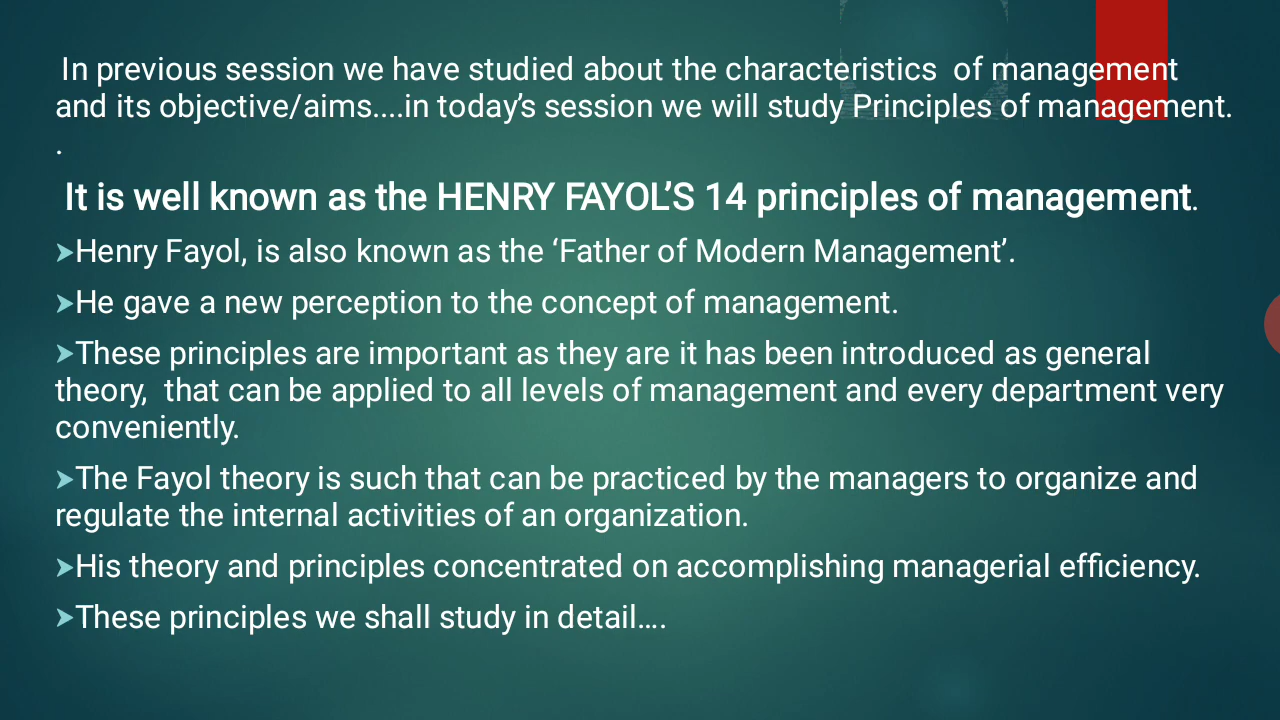 In previous session we have studied about the characteristics  of management
and its objective/aims....in today’s session we will study Principles of management.
.
It is well known as the HENRY FAYOL’S 14 principles of management.
➤Henry Fayol, is also known as the ‘Father of Modern Management’.
➤He gave a new perception to the concept of management.
➤These principles are important as they are it has been introduced as general
theory,  that can be applied to all levels of management and every department very
conveniently.
➤The Fayol theory is such that can be practiced by the managers to organize and
regulate the internal activities of an organization.
➤His theory and principles concentrated on accomplishing managerial efficiency.
➤These principles we shall study in detail....